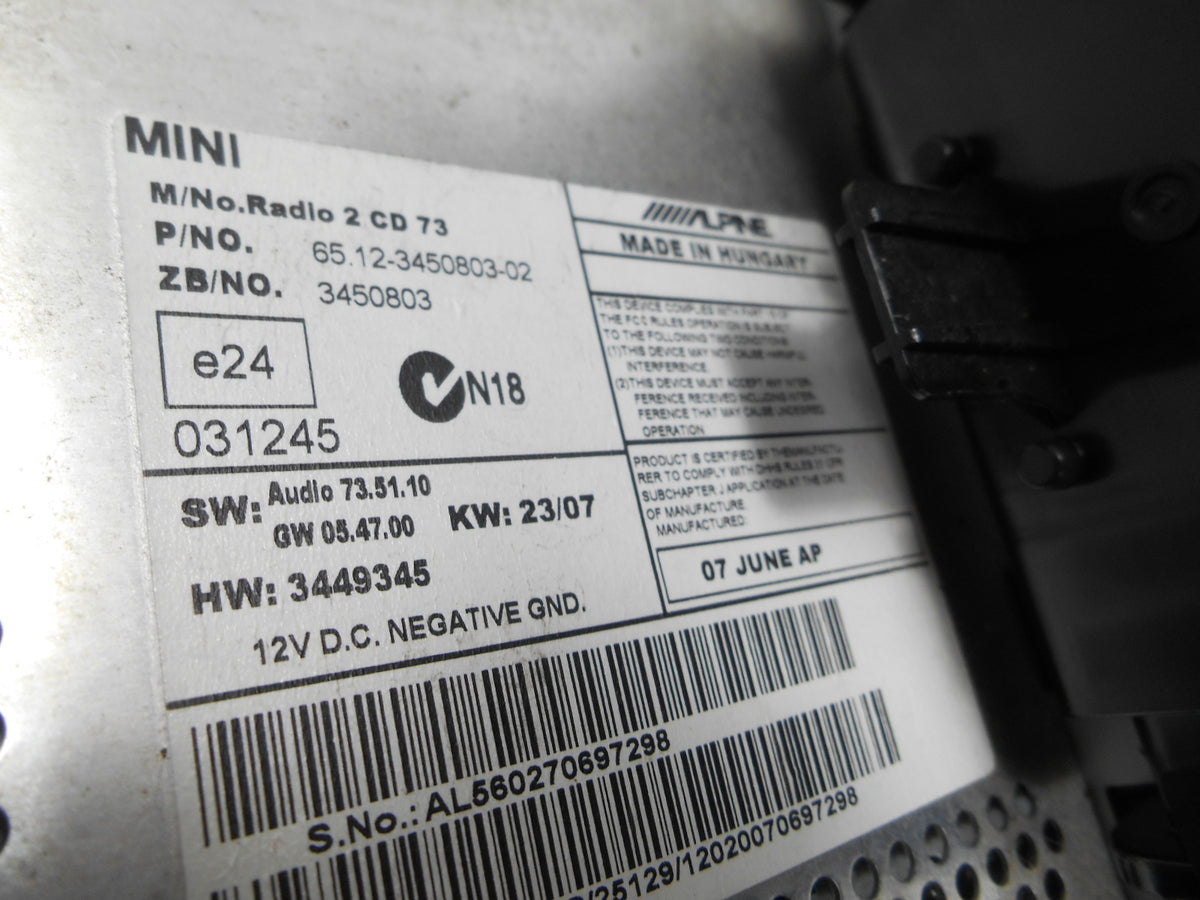 MINI
M/No.Radio 2 CD 73
P/NO. 65.12-3450803-02
ZB/NO. 3450803
e24
N18
031245
SW: Audio 73.51.10
GW 05.47.00
KW: 23/07
HW: 3449345
12V D.C. NEGATIVE GND.
ALPINE
MADE IN HUNGARY
THIS DEVICE COMPLIES WITH PART OF
THE FCC RULES OPERATION IS SUBJECT
TO THE FOLLOWING TWO CONDITIONS
(1)THIS DEVICE MAY NOT CAUSE HARMFUL
INTERFERENCE.
(2)THIS DEVICE MUST ACCEPT ANY INTER-
FERENCE RECEIVED INCLUDING INTER-
FERENCE THAT MAY CAUSE UNDESIRED
OPERATION
PRODUCT IS CERTIFIED BY THEMANUFACTU-
RER TO COMPLY WITH DHHS RULES 21 CFR
SUBCHAPTER J APPLICATION AT THE DATE
OF MANUFACTURE.
MANUFACTURED:
07 JUNE AP
S.No.: AL560270697298
/25129/12020070697298